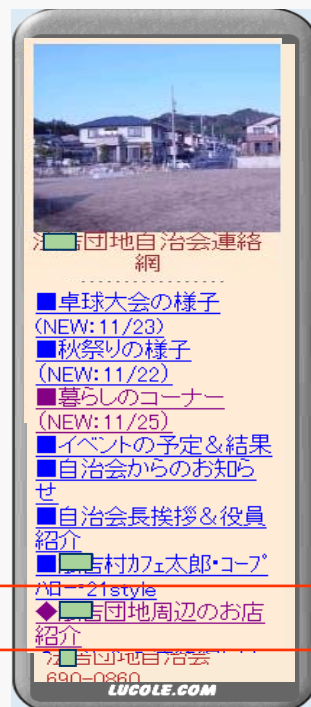 団地自治会連絡
網
■卓球大会の様子
(NEW:11/23)
■秋祭りの様子
(NEW:11/22)
■暮らしのコーナー
(NEW:11/25)
■イベントの予定&結果
■自治会からのお知ら
せ
■自治会長挨拶&役員
紹介
■吉村カフェ太郎・コープ
ハロー21style
◆団地周辺のお店
紹介
団地自治会
690-0860
LUCOLE.COM